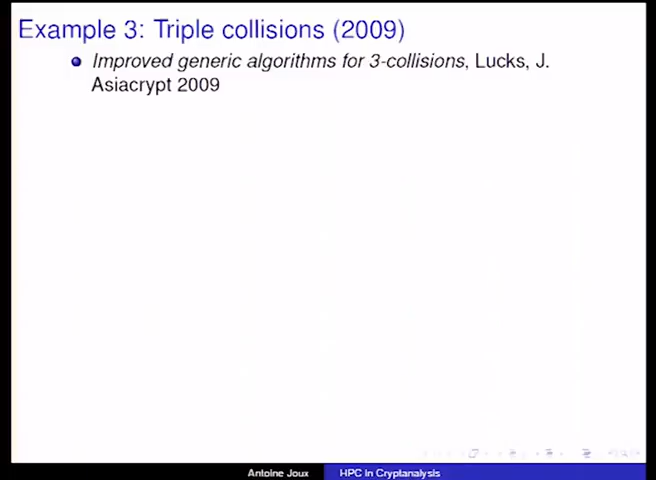 Example 3: Triple collisions (2009)
Improved generic algorithms for 3-collisions, Lucks, J.
Asiacrypt 2009
Antoine Joux
HPC in Cryptanalysis